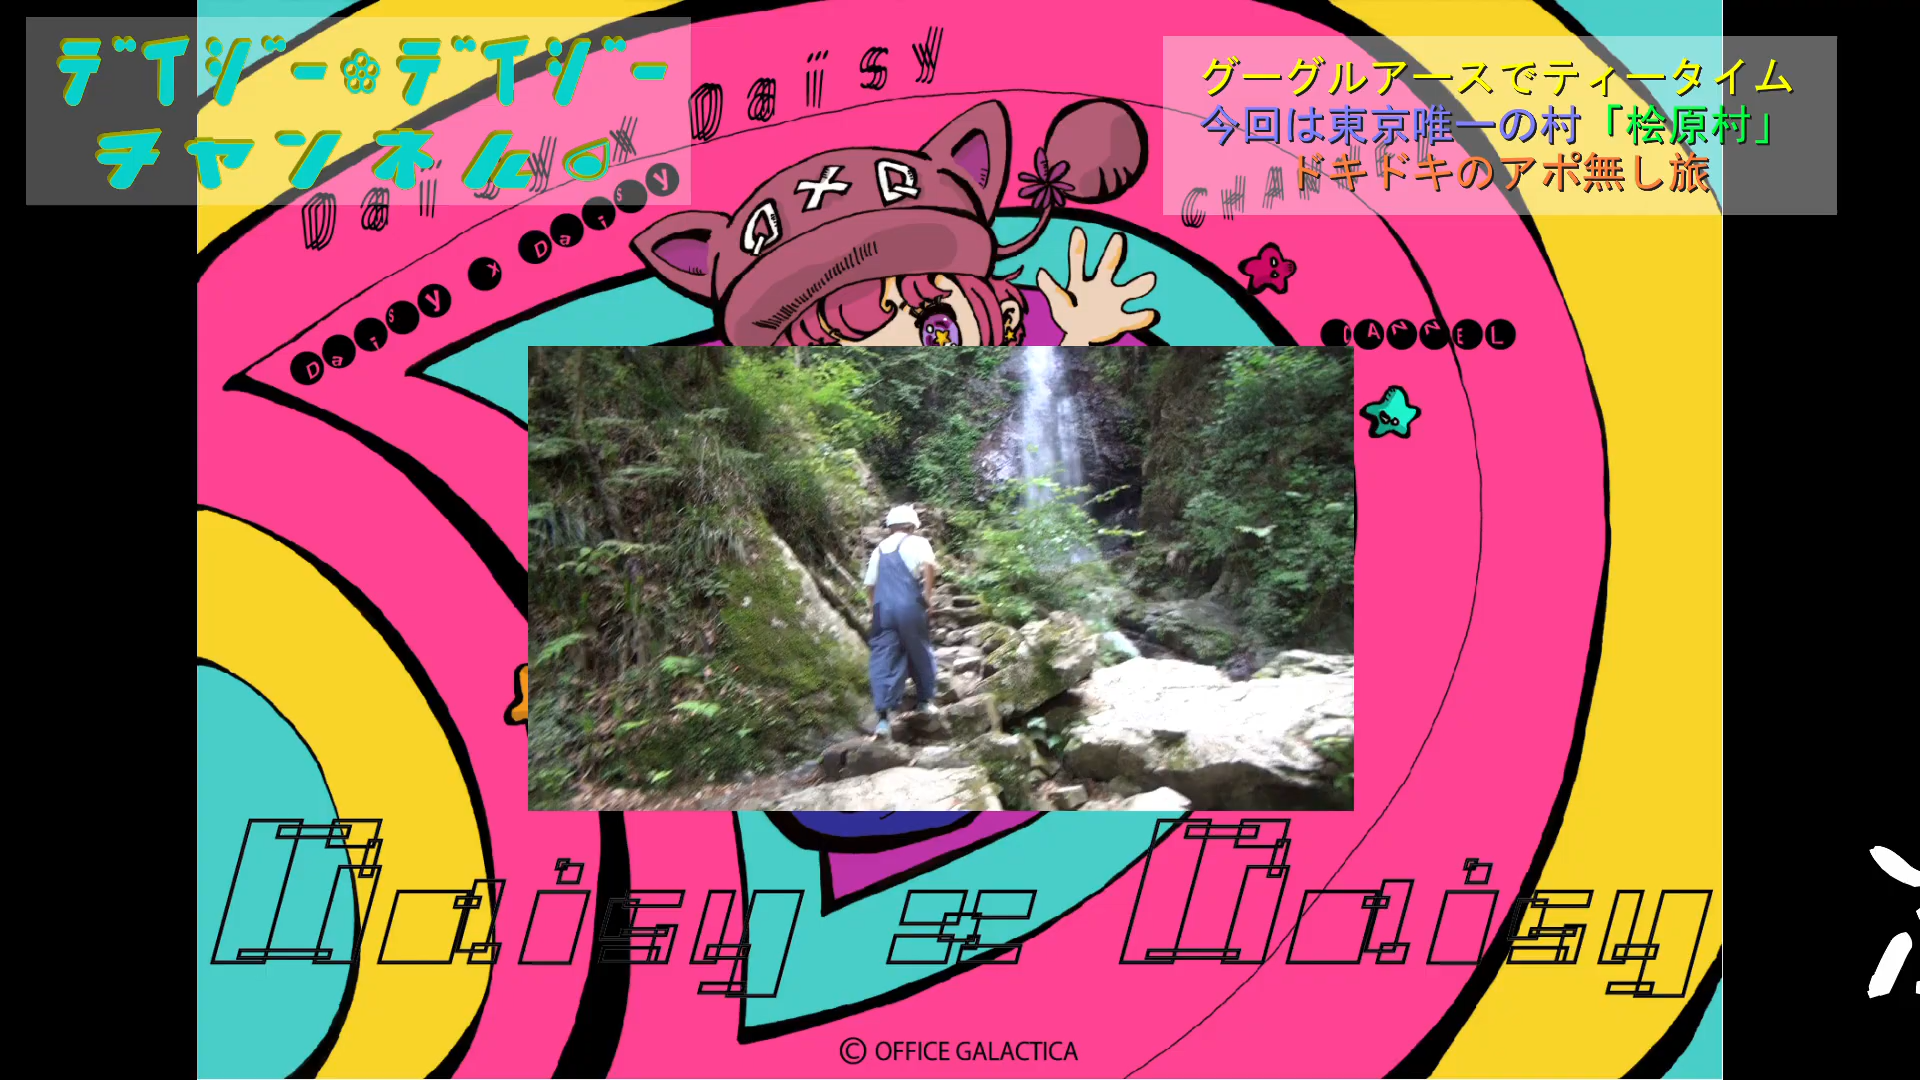 デイジー❀デイジー
チャンネル
グーグルアースでティータイム
今回は東京唯一の村「桧原村」
ドキドキのアポ無し旅
Daisy x Daisy
CHANNEL
Daisy x Daisy
DXD
Daisy x Daisy
© OFFICE GALACTICA